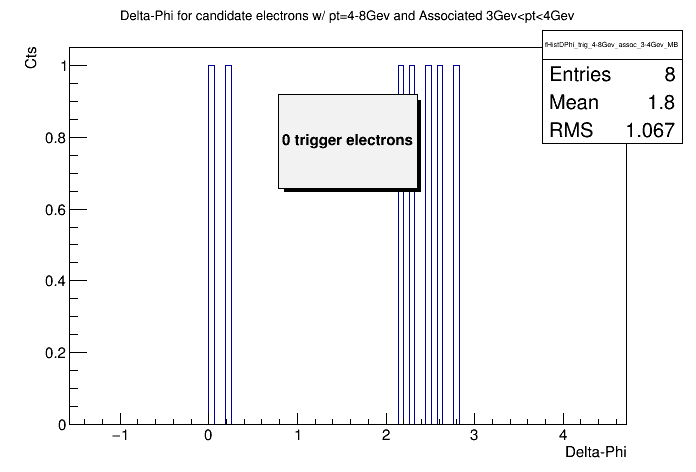 Delta-Phi for candidate electrons w/ pt=4-8Gev and Associated 3Gev<pt<4Gev
fHistDPhi_trig_4-8Gev_assoc_3-4Gev_MB
Entries 8
Mean 1.8
RMS 1.067
Cts
1
0.8
0.6
0.4
0.2
0
0 trigger electrons
−1 0 1 2 3 4
Delta-Phi